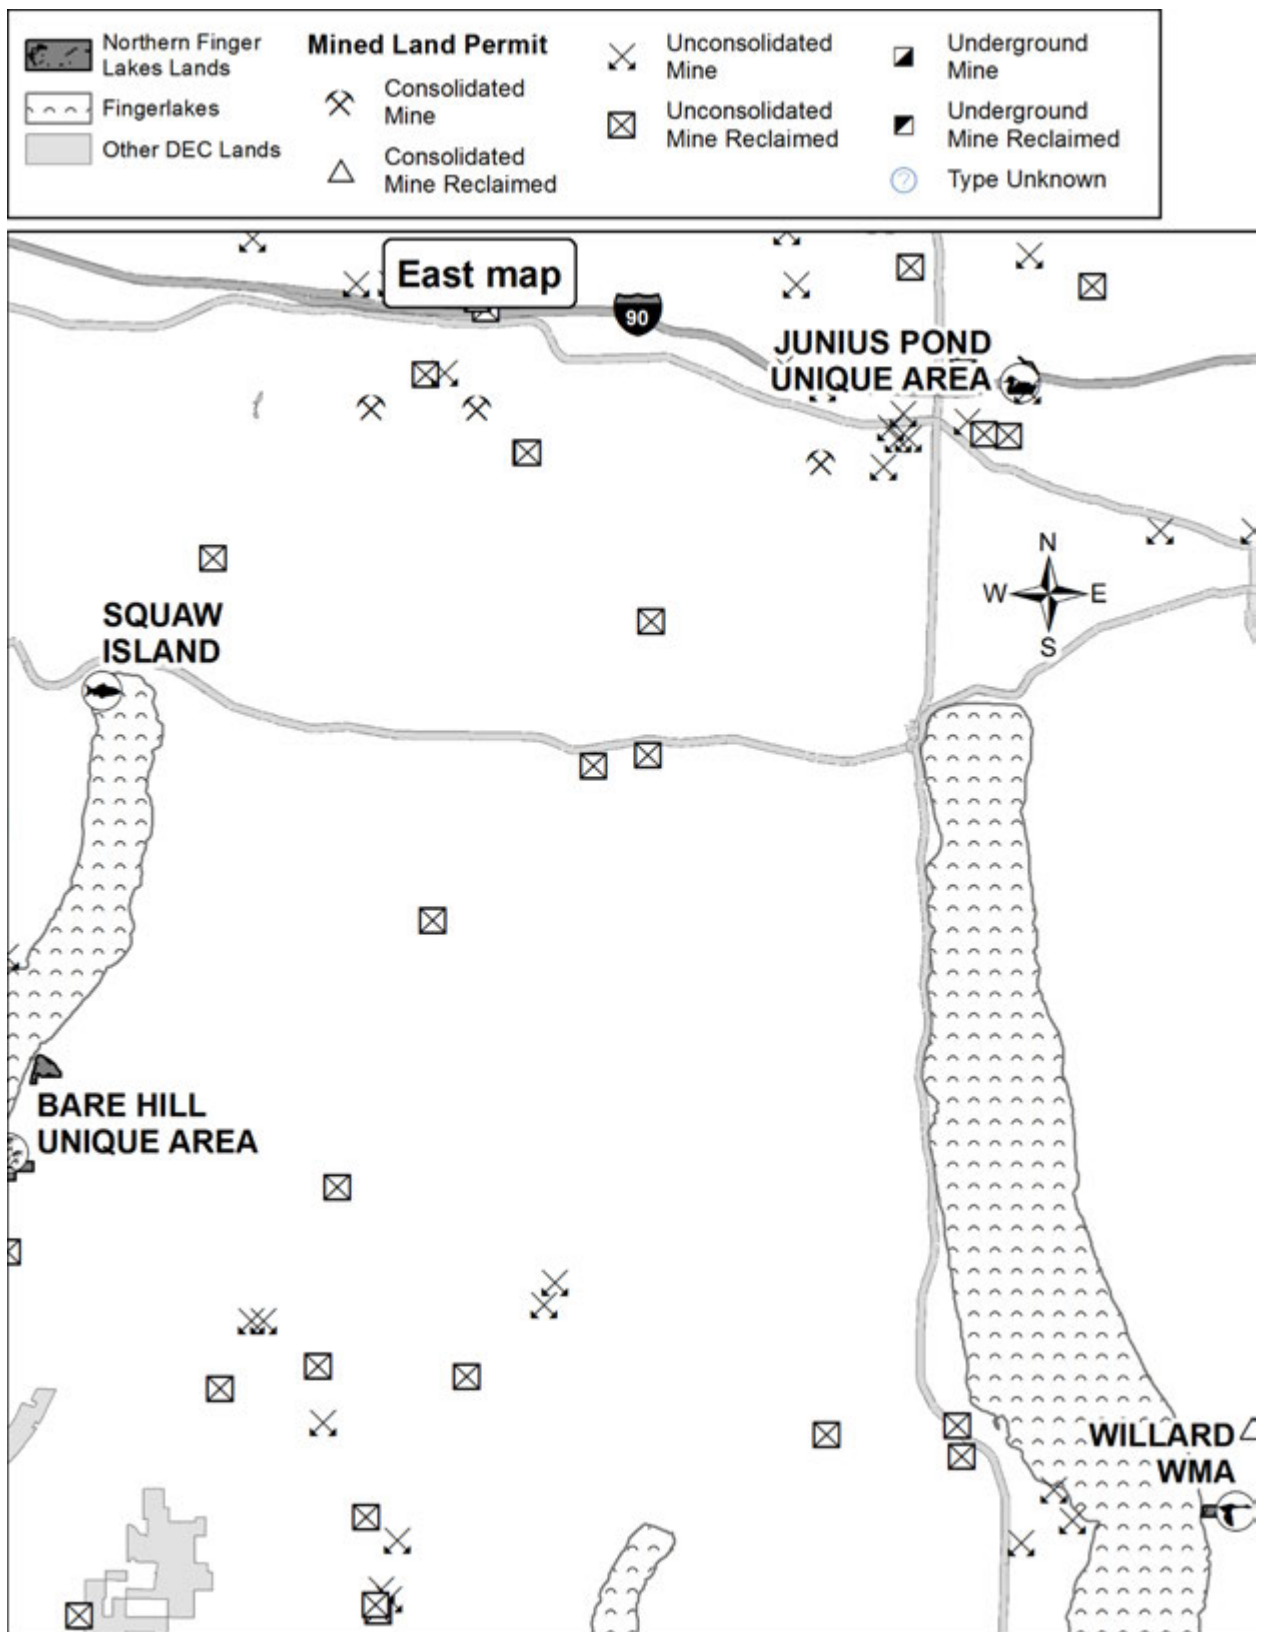 Northern Finger
Lakes Lands
Fingerlakes
Other DEC Lands
Mined Land Permit
Consolidated
Mine
Consolidated
Mine Reclaimed
Unconsolidated
Mine
Unconsolidated
Mine Reclaimed
Underground
Mine
Underground
Mine Reclaimed
?
Type Unknown
East map
90
JUNIUS POND
UNIQUE AREA
N
W E
S
SQUAW
ISLAND
BARE HILL
UNIQUE AREA
WILLARD
WMA